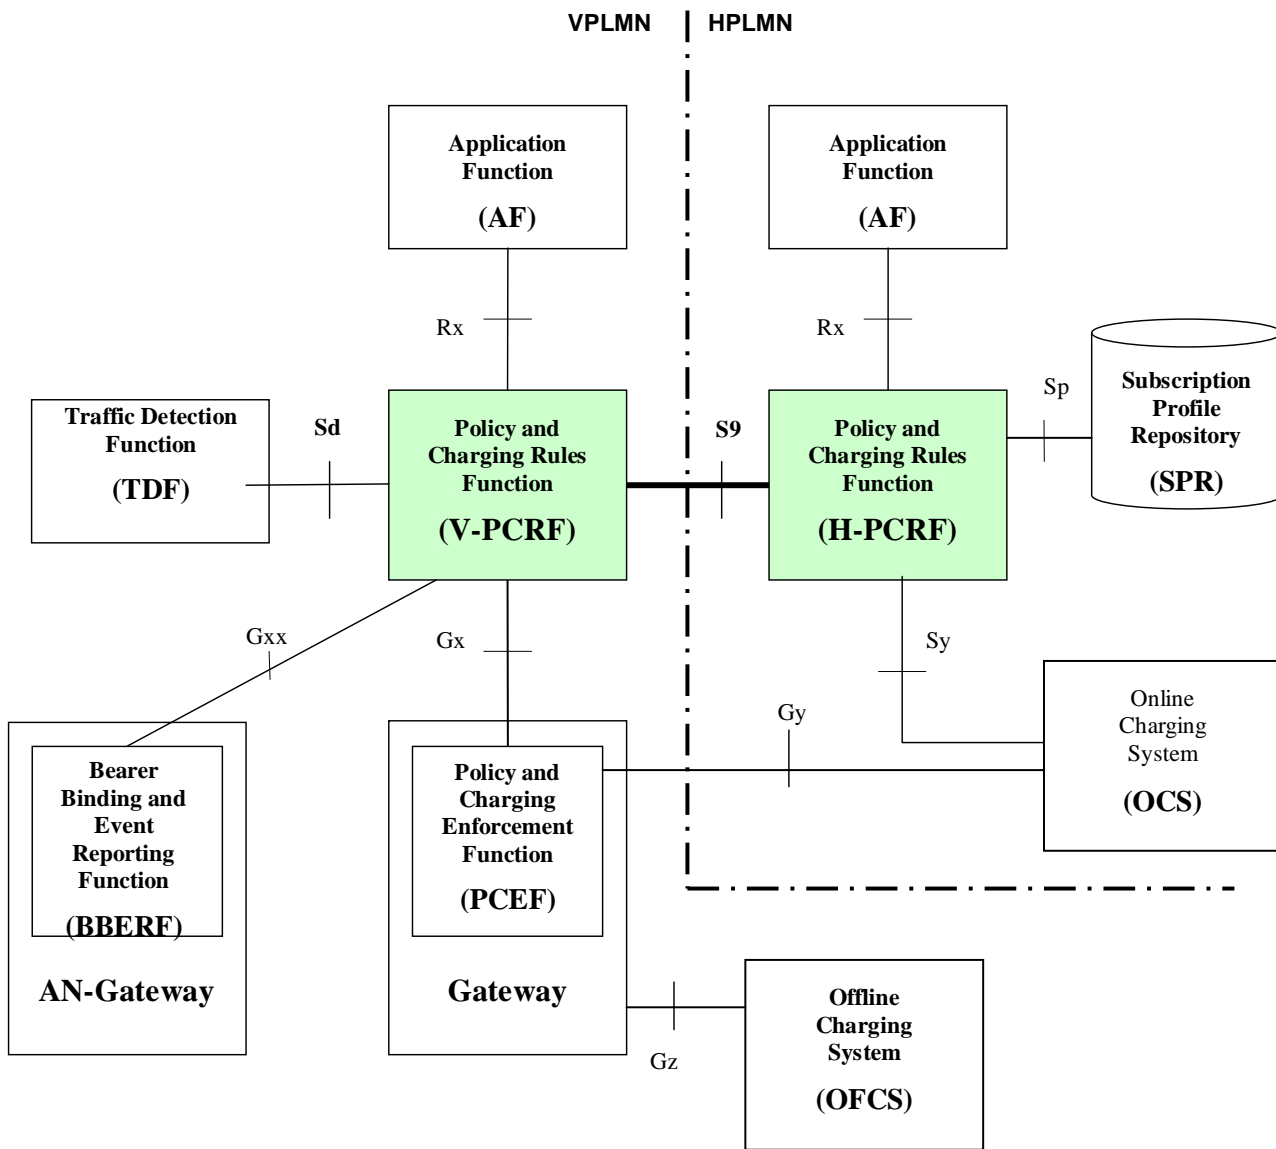 VPLMN
HPLMN
Application
Function
(AF)
Application
Function
(AF)
Rx
Rx
Traffic Detection
Function
(TDF)
Sd
Policy and
Charging Rules
Function
(V-PCRF)
S9
Policy and
Charging Rules
Function
(H-PCRF)
Sp
Subscription
Profile
Repository
(SPR)
Gxx
Gx
Sy
Gy
Online
Charging
System
(OCS)
Bearer
Binding and
Event
Reporting
Function
(BBERF)
AN-Gateway
Policy and
Charging
Enforcement
Function
(PCEF)
Gateway
Gz
Offline
Charging
System
(OFCS)